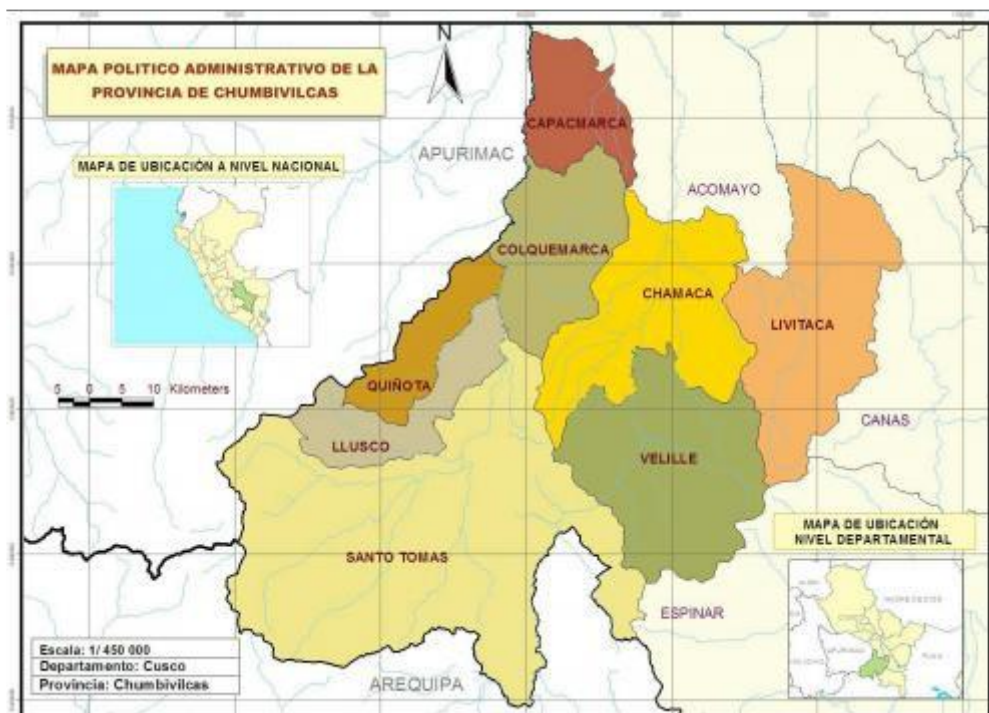 MAPA POLITICO ADMINISTRATIVO DE LA
PROVINCIA DE CHUMBIVILCAS
N
MAPA DE UBICACIÓN A NIVEL NACIONAL
APURIMAC
CAPACMARCA
ACOMAYO
COLQUEMARCA
CHAMACA
LIVITACA
5 0 5 10 Kilometers
QUIÑOTA
LLUSCO
CANAS
VELILLE
SANTO TOMAS
MAPA DE UBICACIÓN
NIVEL DEPARTAMENTAL
ESPINAR
APURIMAC
Escala: 1/ 450 000
Departamento: Cusco
Provincia: Chumbivilcas
AREQUIPA